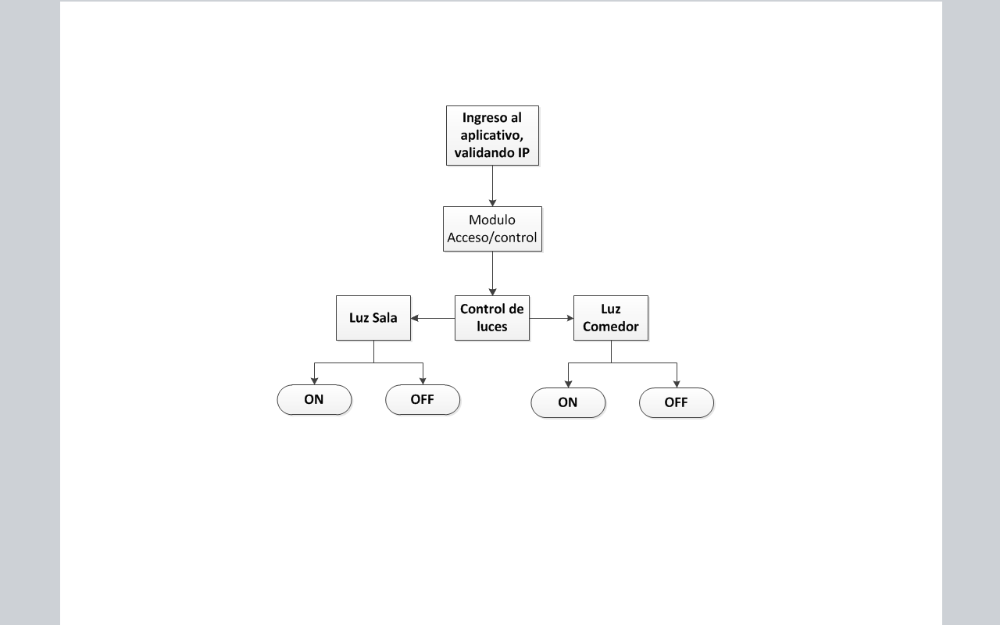 Ingreso al
aplicativo,
validando IP
Modulo
Acceso/control
Luz Sala
Control de
luces
Luz
Comedor
ON
OFF
ON
OFF